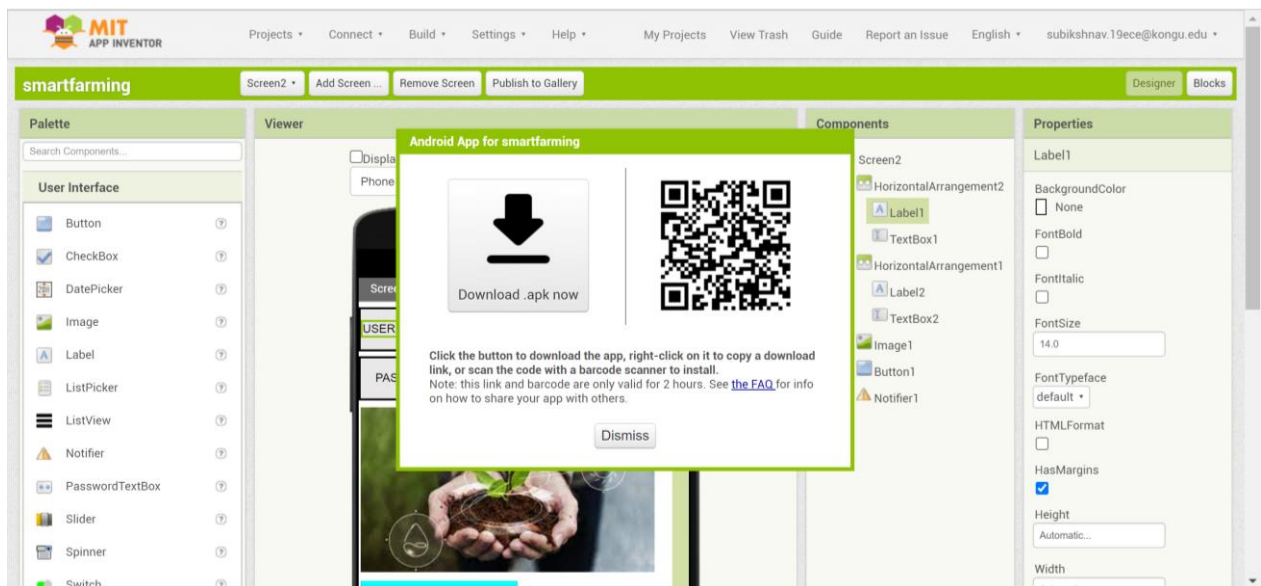 MIT
APP INVENTOR
Projects Connect Build Settings Help My Projects View Trash Guide Report an Issue English subikshnav.19ece@kongu.edu
smartfarming Screen2 Add Screen ... Remove Screen Publish to Gallery Designer Blocks
Palette
Search Components...
User Interface
Button
CheckBox
DatePicker
Image
Label
ListPicker
ListView
Notifier
PasswordTextBox
Slider
Spinner
Switch
Viewer
Displa
Phone
Scree
USER
PAS
Android App for smartfarming
Download .apk now
Click the button to download the app, right-click on it to copy a download
link, or scan the code with a barcode scanner to install.
Note: this link and barcode are only valid for 2 hours. See the FAQ for info
on how to share your app with others.
Dismiss
Components
Screen2
HorizontalArrangement2
Label1
TextBox1
HorizontalArrangement1
Label2
TextBox2
Image1
Button1
Notifier1
Properties
Label1
BackgroundColor
None
FontBold
FontItalic
FontSize
14.0
FontTypeface
default
HTMLFormat
HasMargins
Height
Automatic...
Width